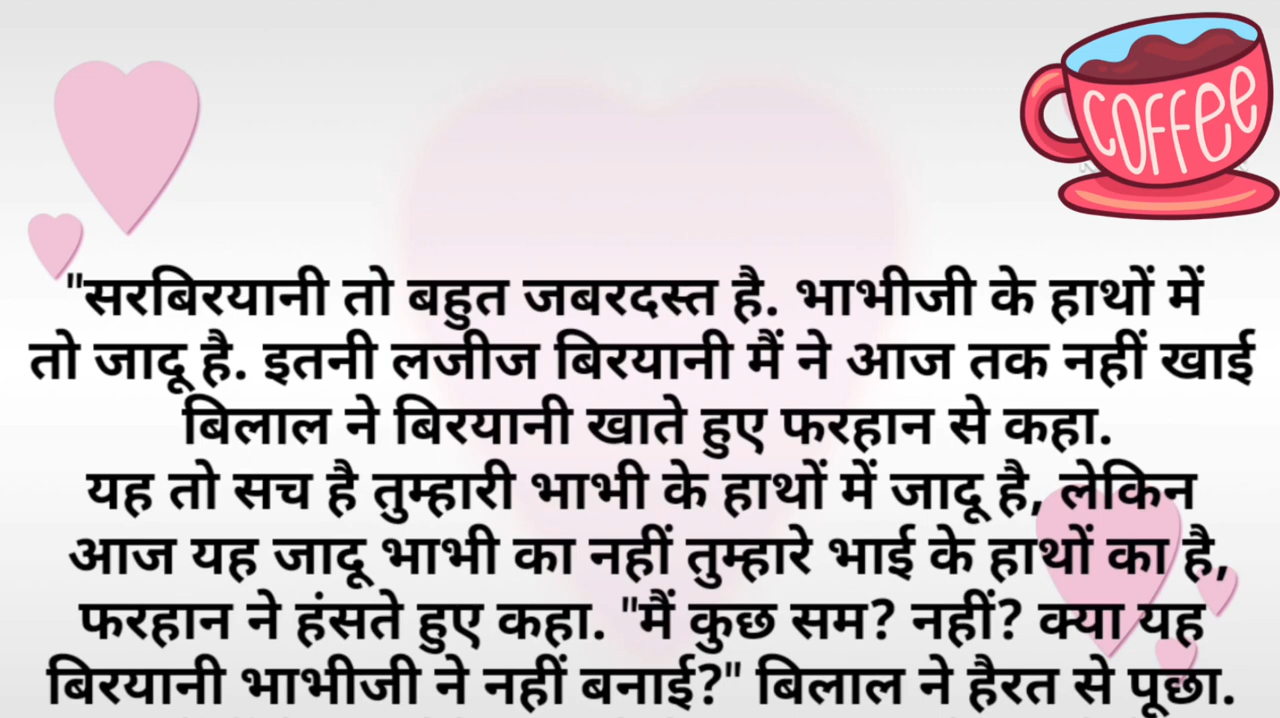 COFFEE
"सरबिरयानी तो बहुत जबरदस्त है. भाभीजी के हाथों में
तो जादू है. इतनी लजीज बिरयानी मैं ने आज तक नहीं खाई
बिलाल ने बिरयानी खाते हुए फरहान से कहा.
यह तो सच है तुम्हारी भाभी के हाथों में जादू है, लेकिन
आज यह जादू भाभी का नहीं तुम्हारे भाई के हाथों का है,
फरहान ने हंसते हुए कहा. "मैं कुछ सम? नहीं? क्या यह
बिरयानी भाभीजी ने नहीं बनाई?" बिलाल ने हैरत से पूछा.